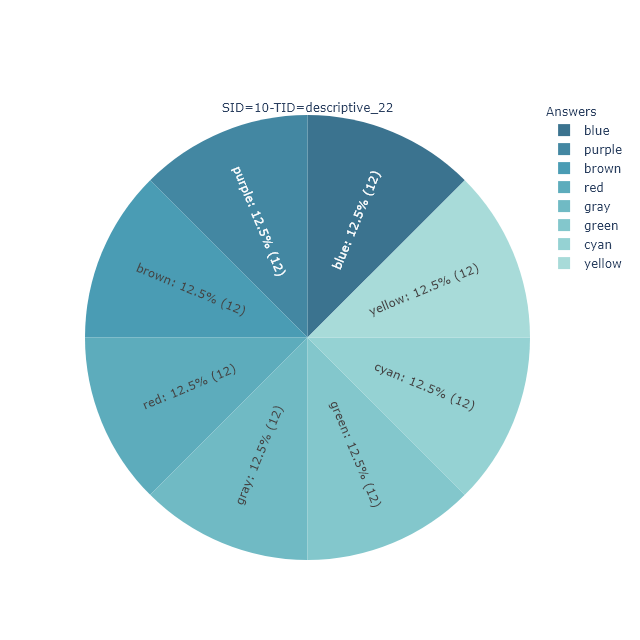 SID=10-TID=descriptive_22
Answers
blue
purple
brown
red
gray
green
cyan
yellow
purple: 12.5% (12)
blue: 12.5% (12)
brown: 12.5% (12)
yellow: 12.5% (12)
red: 12.5% (12)
cyan: 12.5% (12)
gray: 12.5% (12)
green: 12.5% (12)